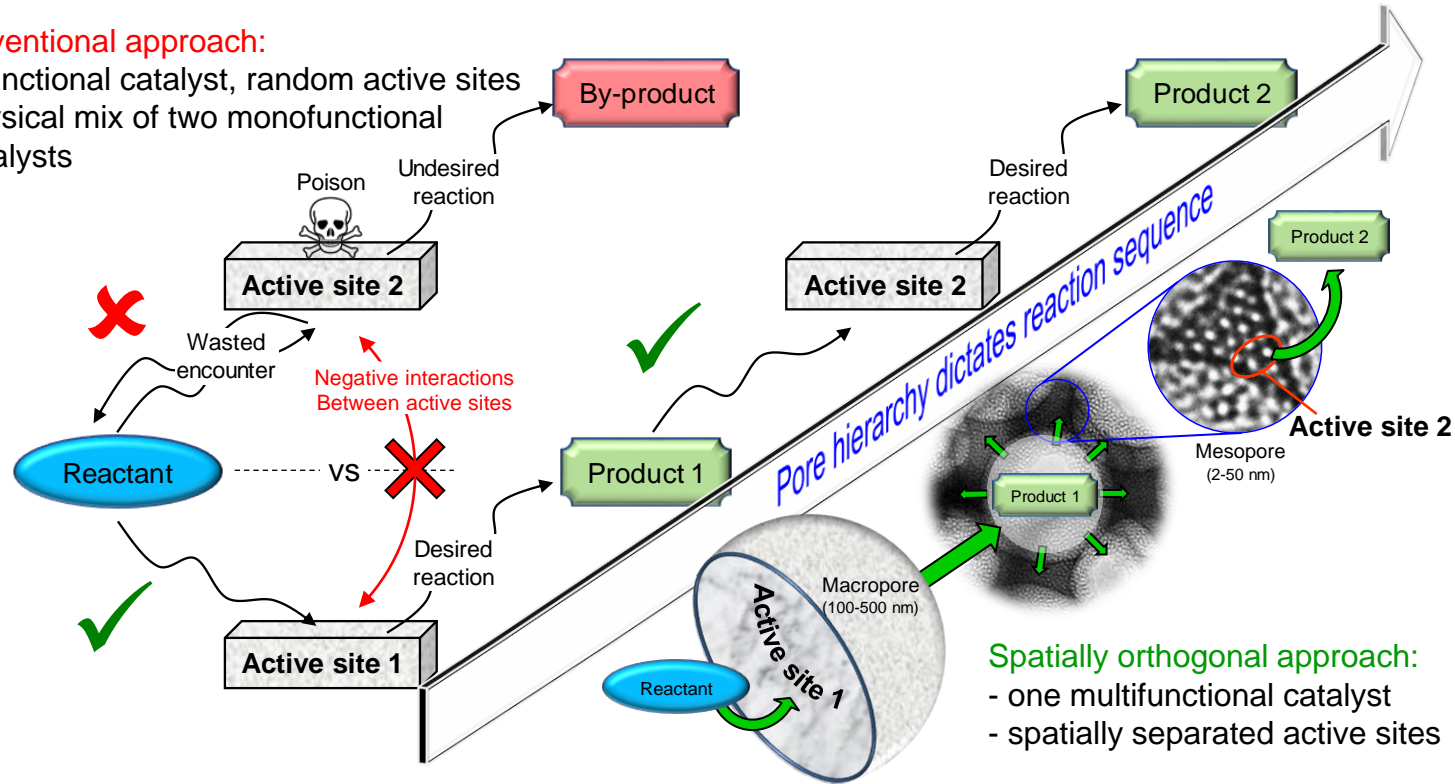 ventional approach:
nctional catalyst, random active sites
ysical mix of two monofunctional
alysts
By-product
Product 2
Poison
Undesired
reaction
Desired
reaction
Active site 2
Active site 2
Wasted
encounter
Negative interactions
Between active sites
Reactant
vs
Product 1
Desired
reaction
Active site 1
Pore hierarchy dictates reaction sequence
Product 2
Active site 2
Mesopore
(2-50 nm)
Product 1
Macropore
(100-500 nm)
Active site 1
Reactant
Spatially orthogonal approach:
- one multifunctional catalyst
- spatially separated active sites